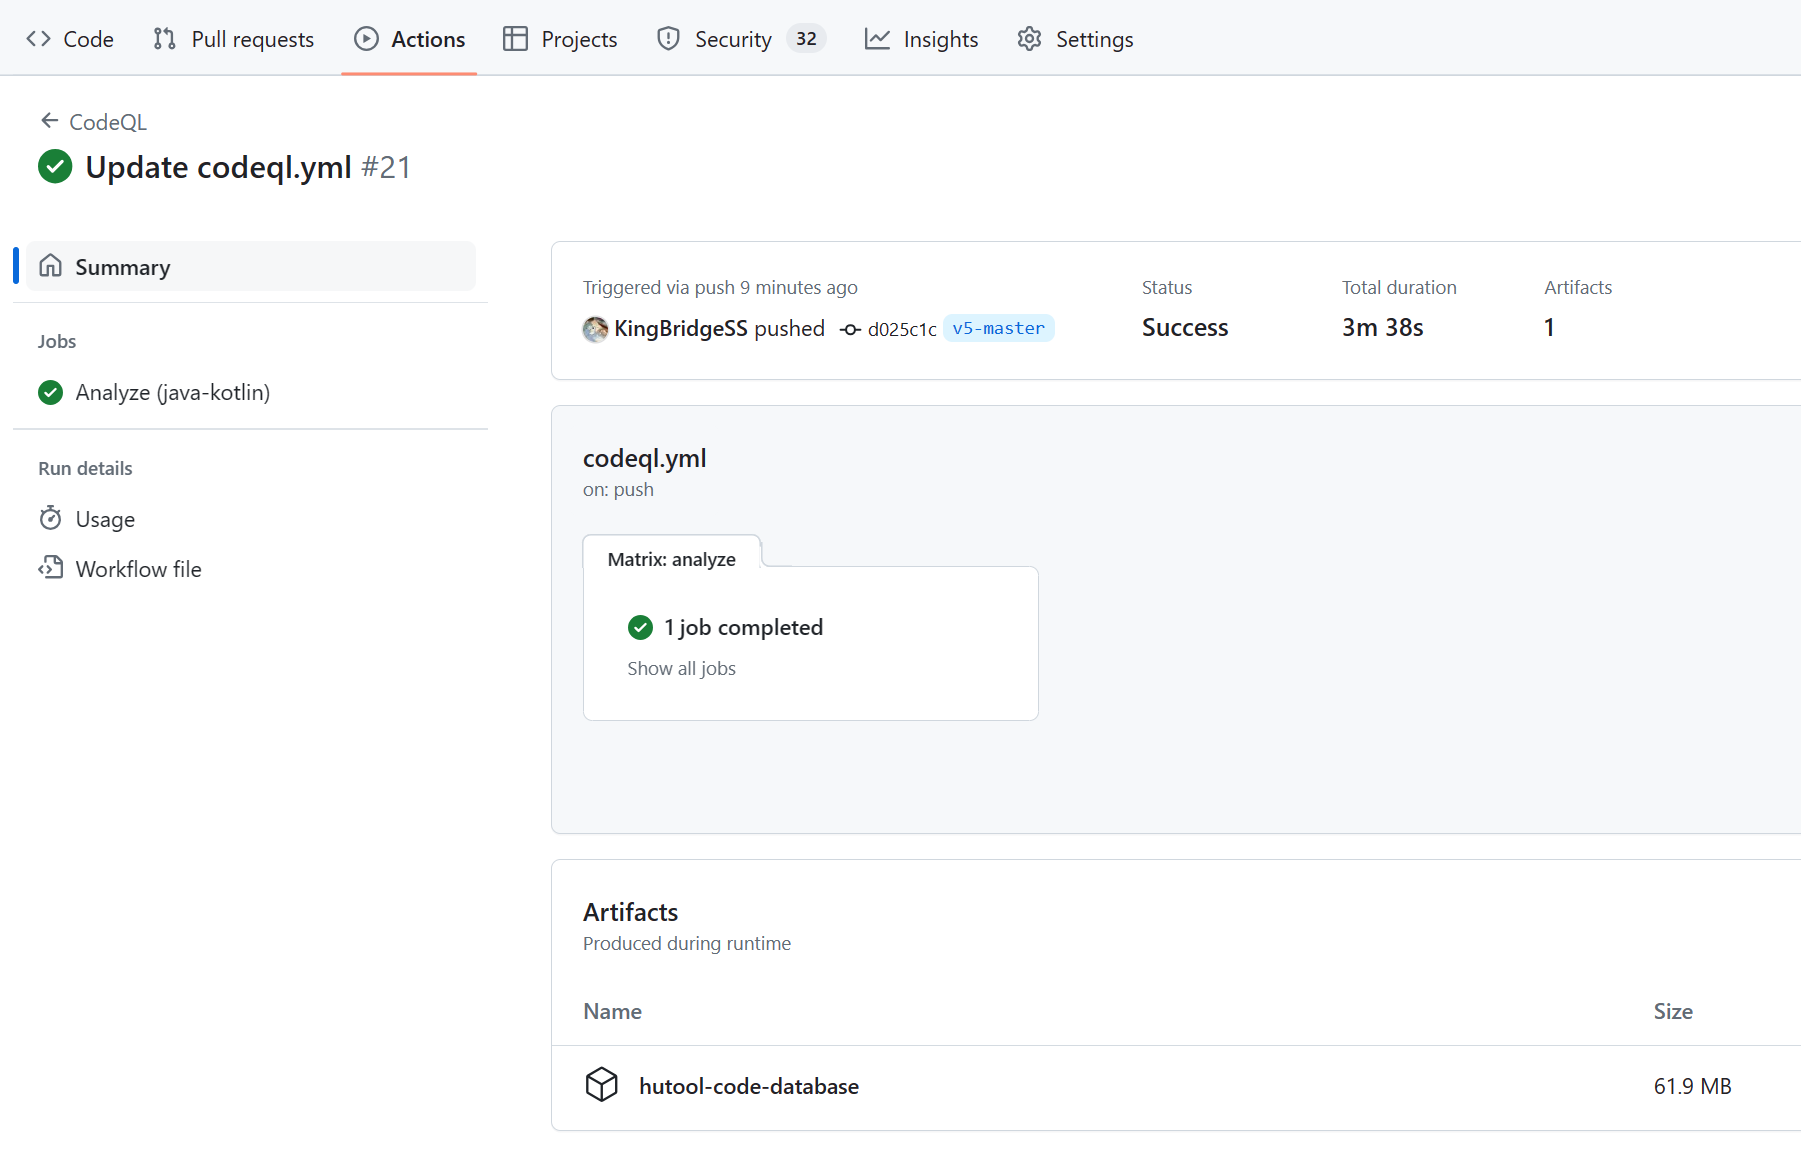 Code Pull requests Actions Projects Security 32 Insights Settings
CodeQL
Update codeql.yml #21
Summary
Jobs
Analyze (java-kotlin)
Run details
Usage
Workflow file
Triggered via push 9 minutes ago
KingBridgeSS pushed d025c1c v5-master
Status
Success
Total duration
3m 38s
Artifacts
1
codeql.yml
on: push
Matrix: analyze
1 job completed
Show all jobs
Artifacts
Produced during runtime
Name Size
hutool-code-database 61.9 MB